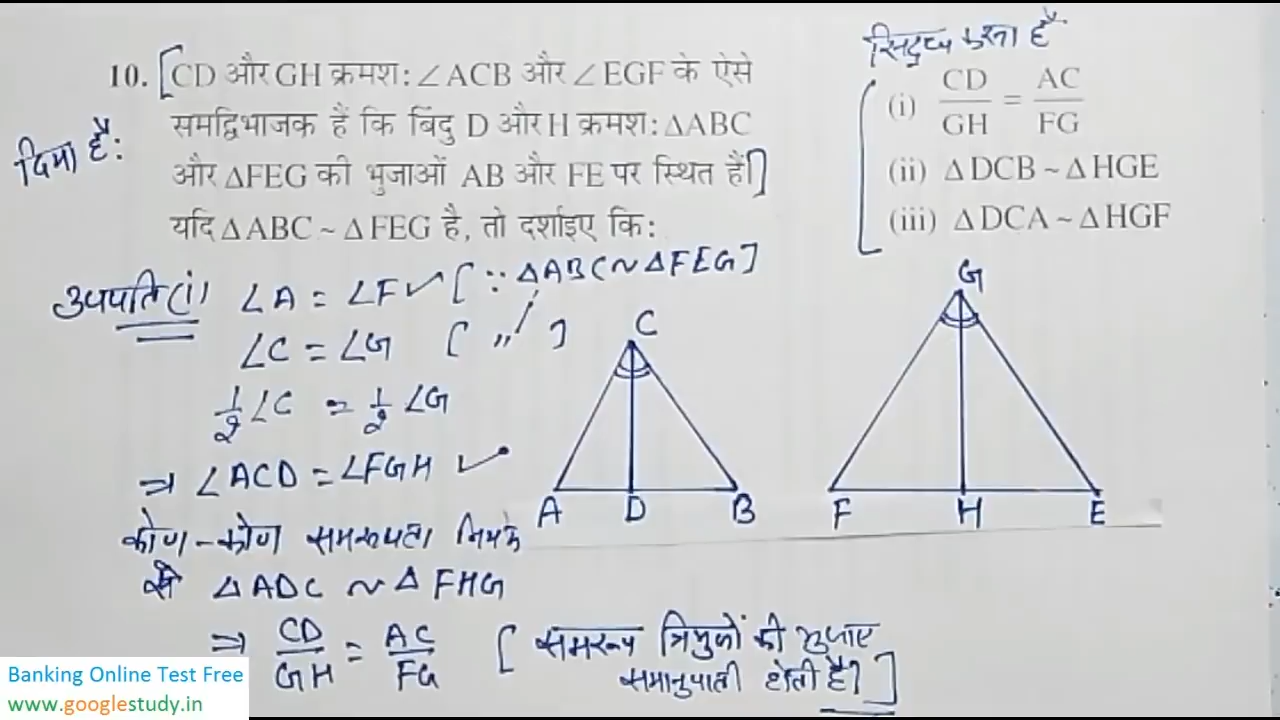 10. [CD और GH क्रमश: ∠ACB और ∠EGF के ऐसे
समद्विभाजक हैं कि बिंदु D और H क्रमश: ΔABC
और ΔFEG की भुजाओं AB और FE पर स्थित हैं।]
यदि ΔABC ~ ΔFEG है, तो दर्शाइए कि:
दिया है:
सिद्ध करना है
(i) CD/GH = AC/FG
(ii) ΔDCB ~ ΔHGE
(iii) ΔDCA ~ ΔHGF
उपपत्ति (i) ∠A = ∠F ✓ [∵ ΔABC ~ ΔFEG]
∠C = ∠G [ ,, ]
1/2 ∠C = 1/2 ∠G
⇒ ∠ACD = ∠FGH ✓
कोण-कोण समरूपता नियम
से ΔADC ~ ΔFHG
⇒ CD/GH = AC/FG [समरूप त्रिभुजों की भुजाएं
समानुपाती होती हैं।]
C
A D B
G
F H E
Banking Online Test Free
www.googlestudy.in